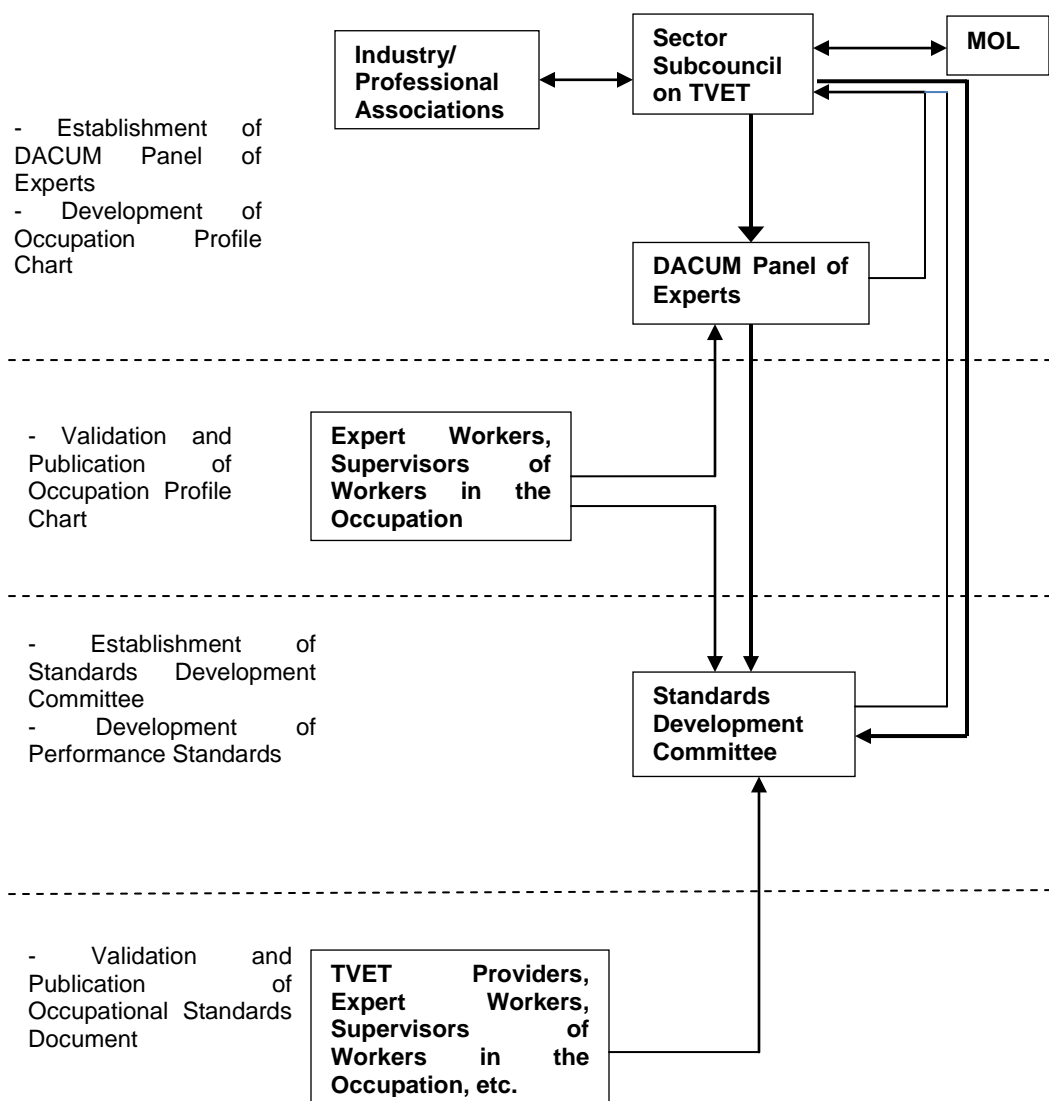 Industry/
Professional
Associations
Sector
Subcouncil
on TVET
MOL
- Establishment of
DACUM Panel of
Experts
- Development of
Occupation Profile
Chart
DACUM Panel of
Experts
- Validation and
Publication of
Occupation Profile
Chart
Expert Workers,
Supervisors of
Workers in the
Occupation
- Establishment of
Standards Development
Committee
- Development of
Performance Standards
Standards
Development
Committee
- Validation and
Publication of
Occupational Standards
Document
TVET Providers,
Expert Workers,
Supervisors of
Workers in the
Occupation, etc.